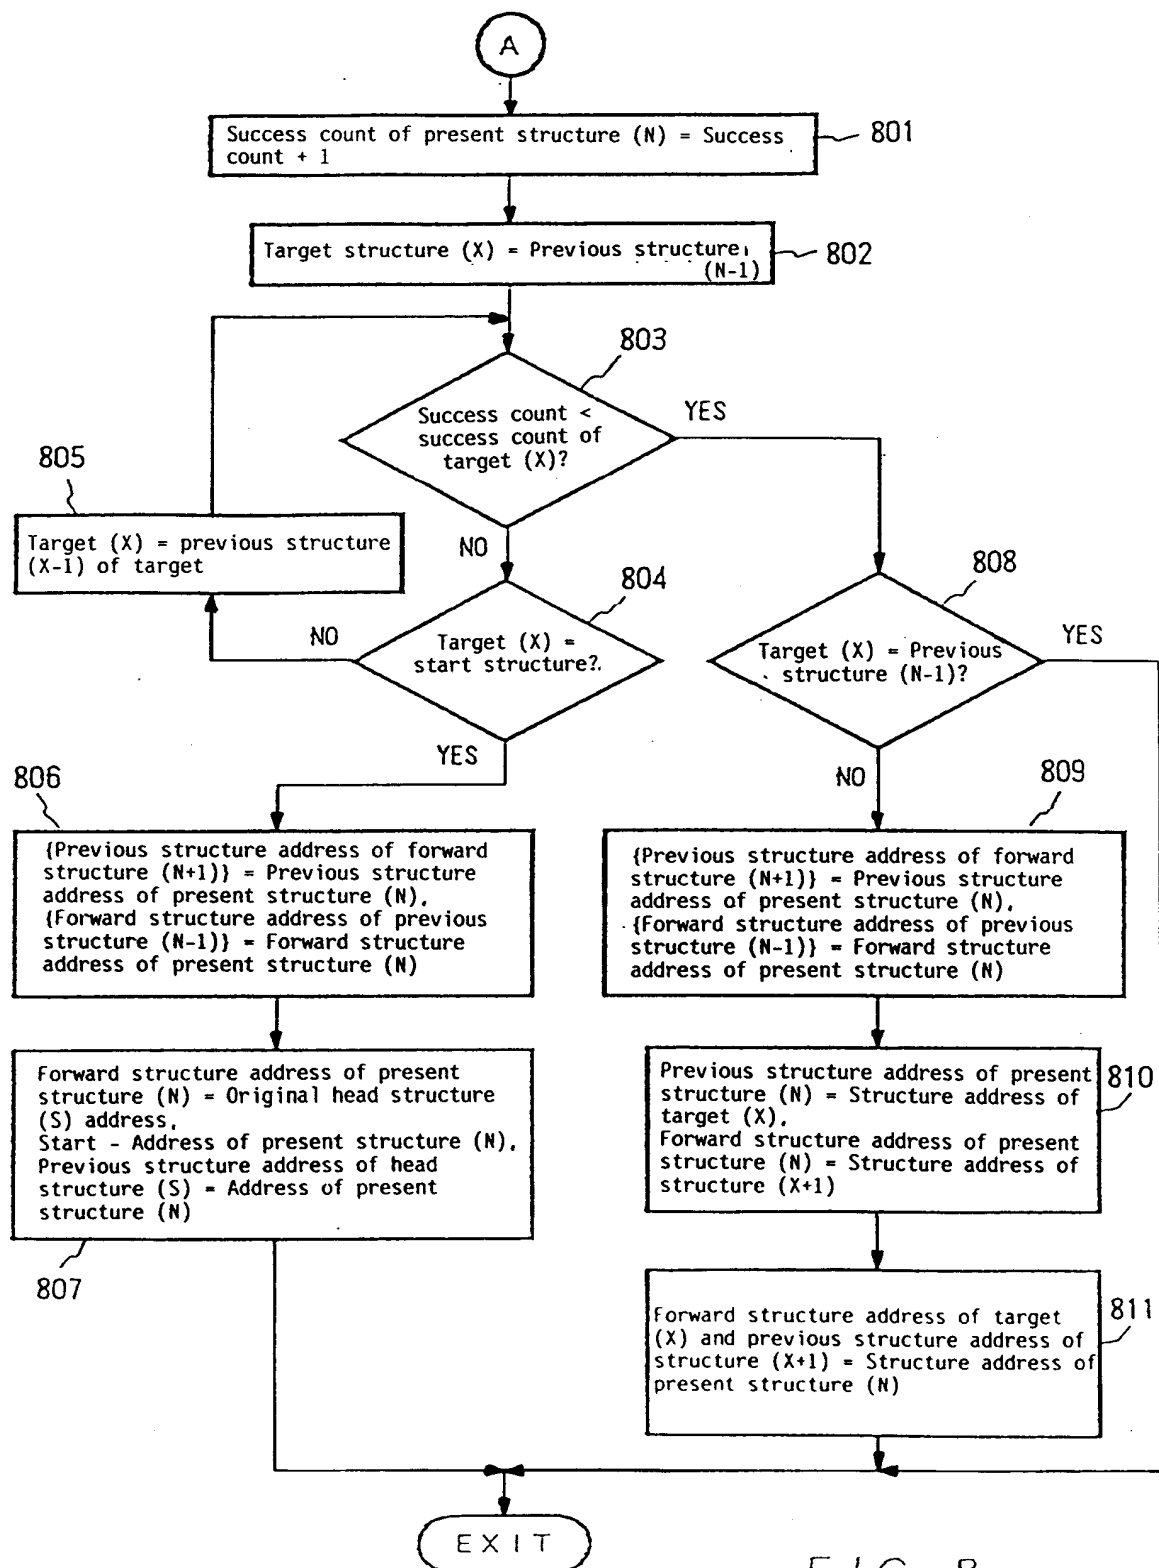 A
Success count of present structure (N) = Success
count + 1
801
Target structure (X) = Previous structure
(N-1)
802
803
Success count <
success count of
target (X)?
YES
805
Target (X) = previous structure
(X-1) of target
NO
804
Target (X) =
start structure?
NO
YES
808
Target (X) = Previous
structure (N-1)?
YES
NO
806
{Previous structure address of forward
structure (N+1)} = Previous structure
address of present structure (N),
{Forward structure address of previous
structure (N-1)} = Forward structure
address of present structure (N)
809
{Previous structure address of forward
structure (N+1)} = Previous structure
address of present structure (N),
{Forward structure address of previous
structure (N-1)} = Forward structure
address of present structure (N)
Forward structure address of present
structure (N) = Original head structure
(S) address,
Start - Address of present structure (N),
Previous structure address of head
structure (S) = Address of present
structure (N)
807
Previous structure address of present
structure (N) = Structure address of
target (X),
Forward structure address of present
structure (N) = Structure address of
structure (X+1)
810
Forward structure address of target
(X) and previous structure address of
structure (X+1) = Structure address of
present structure (N)
811
EXIT